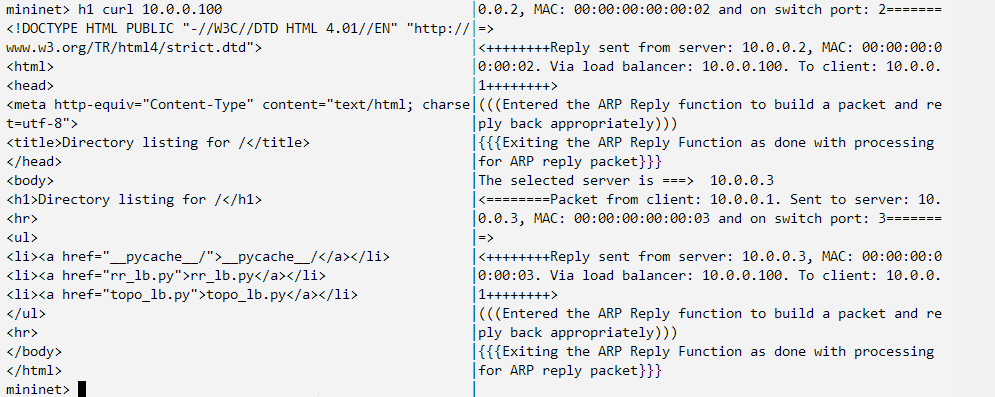 mininet> h1 curl 10.0.0.100
<!DOCTYPE HTML PUBLIC "-//W3C//DTD HTML 4.01//EN" "http://
www.w3.org/TR/html4/strict.dtd">
<html>
<head>
<meta http-equiv="Content-Type" content="text/html; charse
t=utf-8">
<title>Directory listing for /</title>
</head>
<body>
<h1>Directory listing for /</h1>
<hr>
<ul>
<li><a href="__pycache__/">__pycache__/</a></li>
<li><a href="rr_lb.py">rr_lb.py</a></li>
<li><a href="topo_lb.py">topo_lb.py</a></li>
</ul>
<hr>
</body>
</html>
mininet>
0.0.2, MAC: 00:00:00:00:00:02 and on switch port: 2=======
=>
<++++++++Reply sent from server: 10.0.0.2, MAC: 00:00:00:0
0:00:02. Via load balancer: 10.0.0.100. To client: 10.0.0.
1++++++++>
(((Entered the ARP Reply function to build a packet and re
ply back appropriately)))
{{{Exiting the ARP Reply Function as done with processing
for ARP reply packet}}}
The selected server is ===>  10.0.0.3
<========Packet from client: 10.0.0.1. Sent to server: 10.
0.0.3, MAC: 00:00:00:00:00:03 and on switch port: 3=======
=>
<++++++++Reply sent from server: 10.0.0.3, MAC: 00:00:00:0
0:00:03. Via load balancer: 10.0.0.100. To client: 10.0.0.
1++++++++>
(((Entered the ARP Reply function to build a packet and re
ply back appropriately)))
{{{Exiting the ARP Reply Function as done with processing
for ARP reply packet}}}